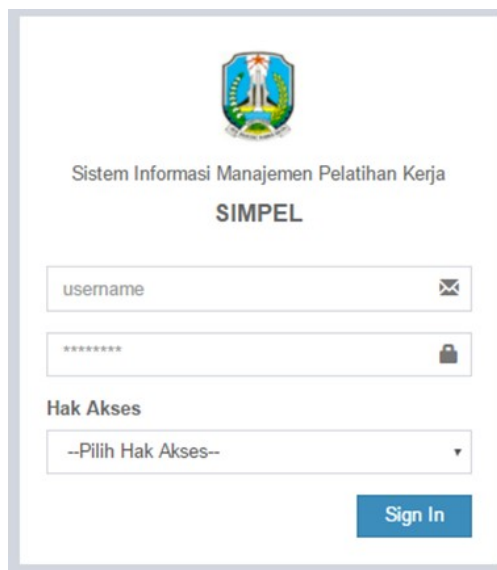 Sistem Informasi Manajemen Pelatihan Kerja
SIMPEL
username
********
Hak Akses
--Pilih Hak Akses--
Sign In